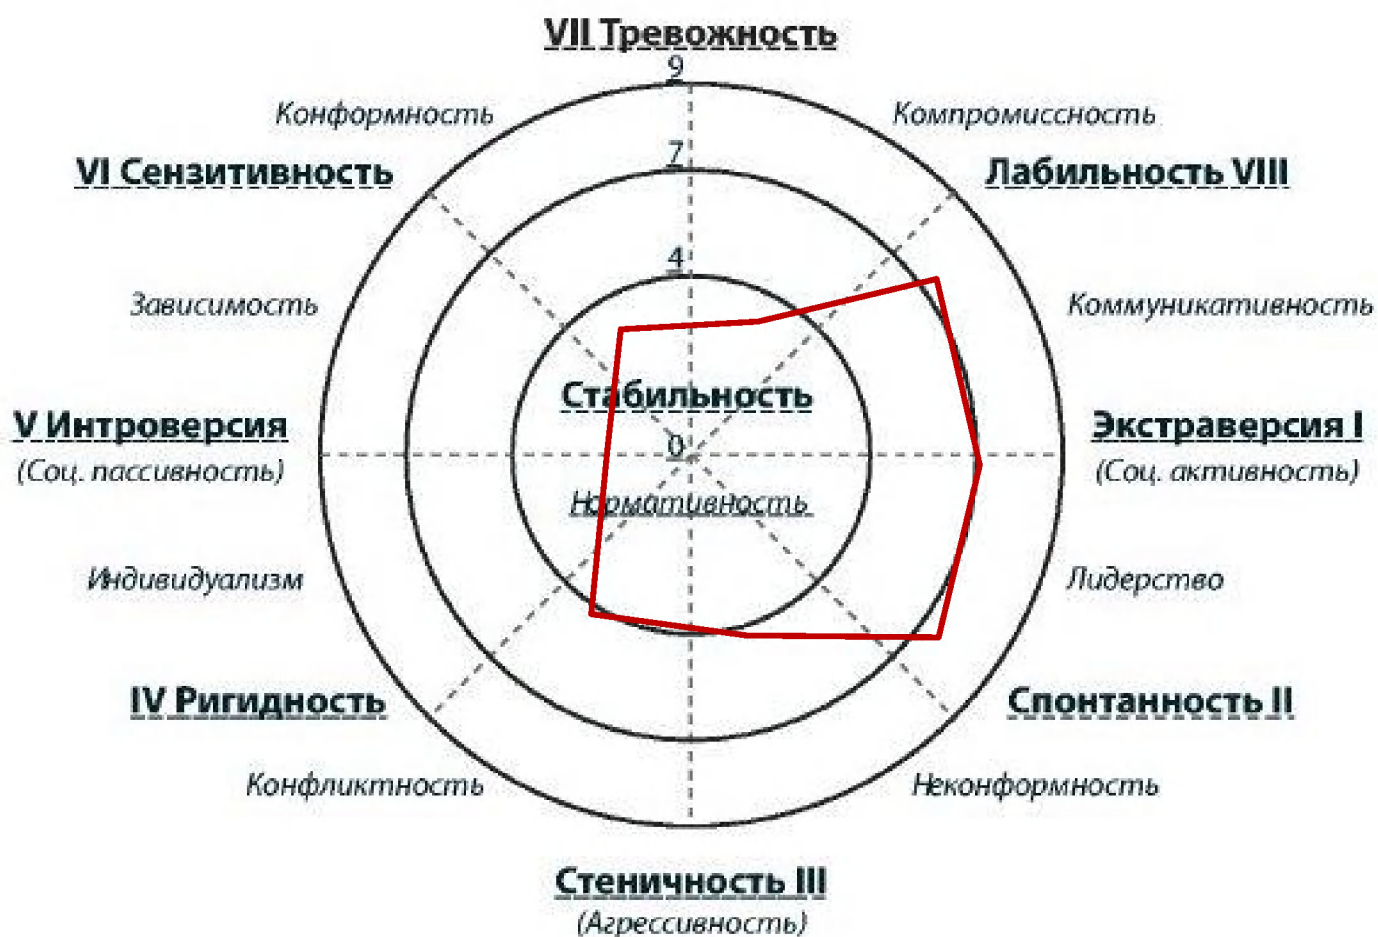 VII Тревожность
9
Конформность
Компромиссность
VI Сензитивность
7
Лабильность VIII
4
Зависимость
Коммуникативность
Стабильность
V Интроверсия
0
Экстраверсия I
(Соц. пассивность)
(Соц. активность)
Нормативность
Индивидуализм
Лидерство
IV Ригидность
Спонтанность II
Конфликтность
Неконформность
Стеничность III
(Агрессивность)